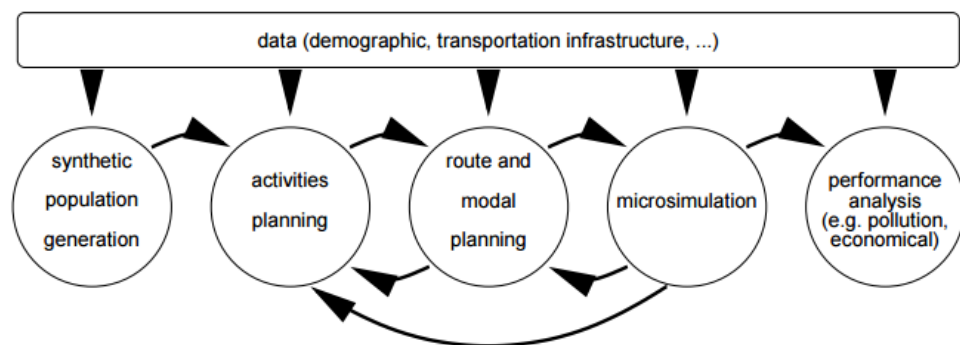 data (demographic, transportation infrastructure, ...)
synthetic
population
generation
activities
planning
route and
modal
planning
microsimulation
performance
analysis
(e.g. pollution,
economical)